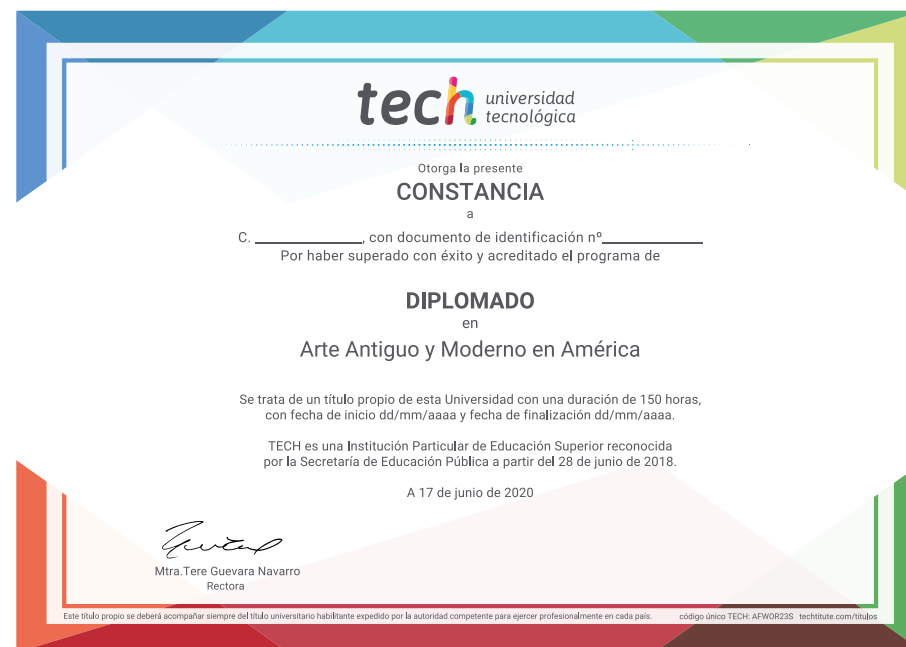 tech universidad
tecnológica
Otorga la presente
CONSTANCIA
a
C. ____________, con documento de identificación nº____________
Por haber superado con éxito y acreditado el programa de
DIPLOMADO
en
Arte Antiguo y Moderno en América
Se trata de un título propio de esta Universidad con una duración de 150 horas,
con fecha de inicio dd/mm/aaaa y fecha de finalización dd/mm/aaaa.
TECH es una Institución Particular de Educación Superior reconocida
por la Secretaría de Educación Pública a partir del 28 de junio de 2018.
A 17 de junio de 2020
Mtra.Tere Guevara Navarro
Rectora
Este título propio se deberá acompañar siempre del título universitario habilitante expedido por la autoridad competente para ejercer profesionalmente en cada país. código único TECH: AFWOR23S techtitute.com/titulos